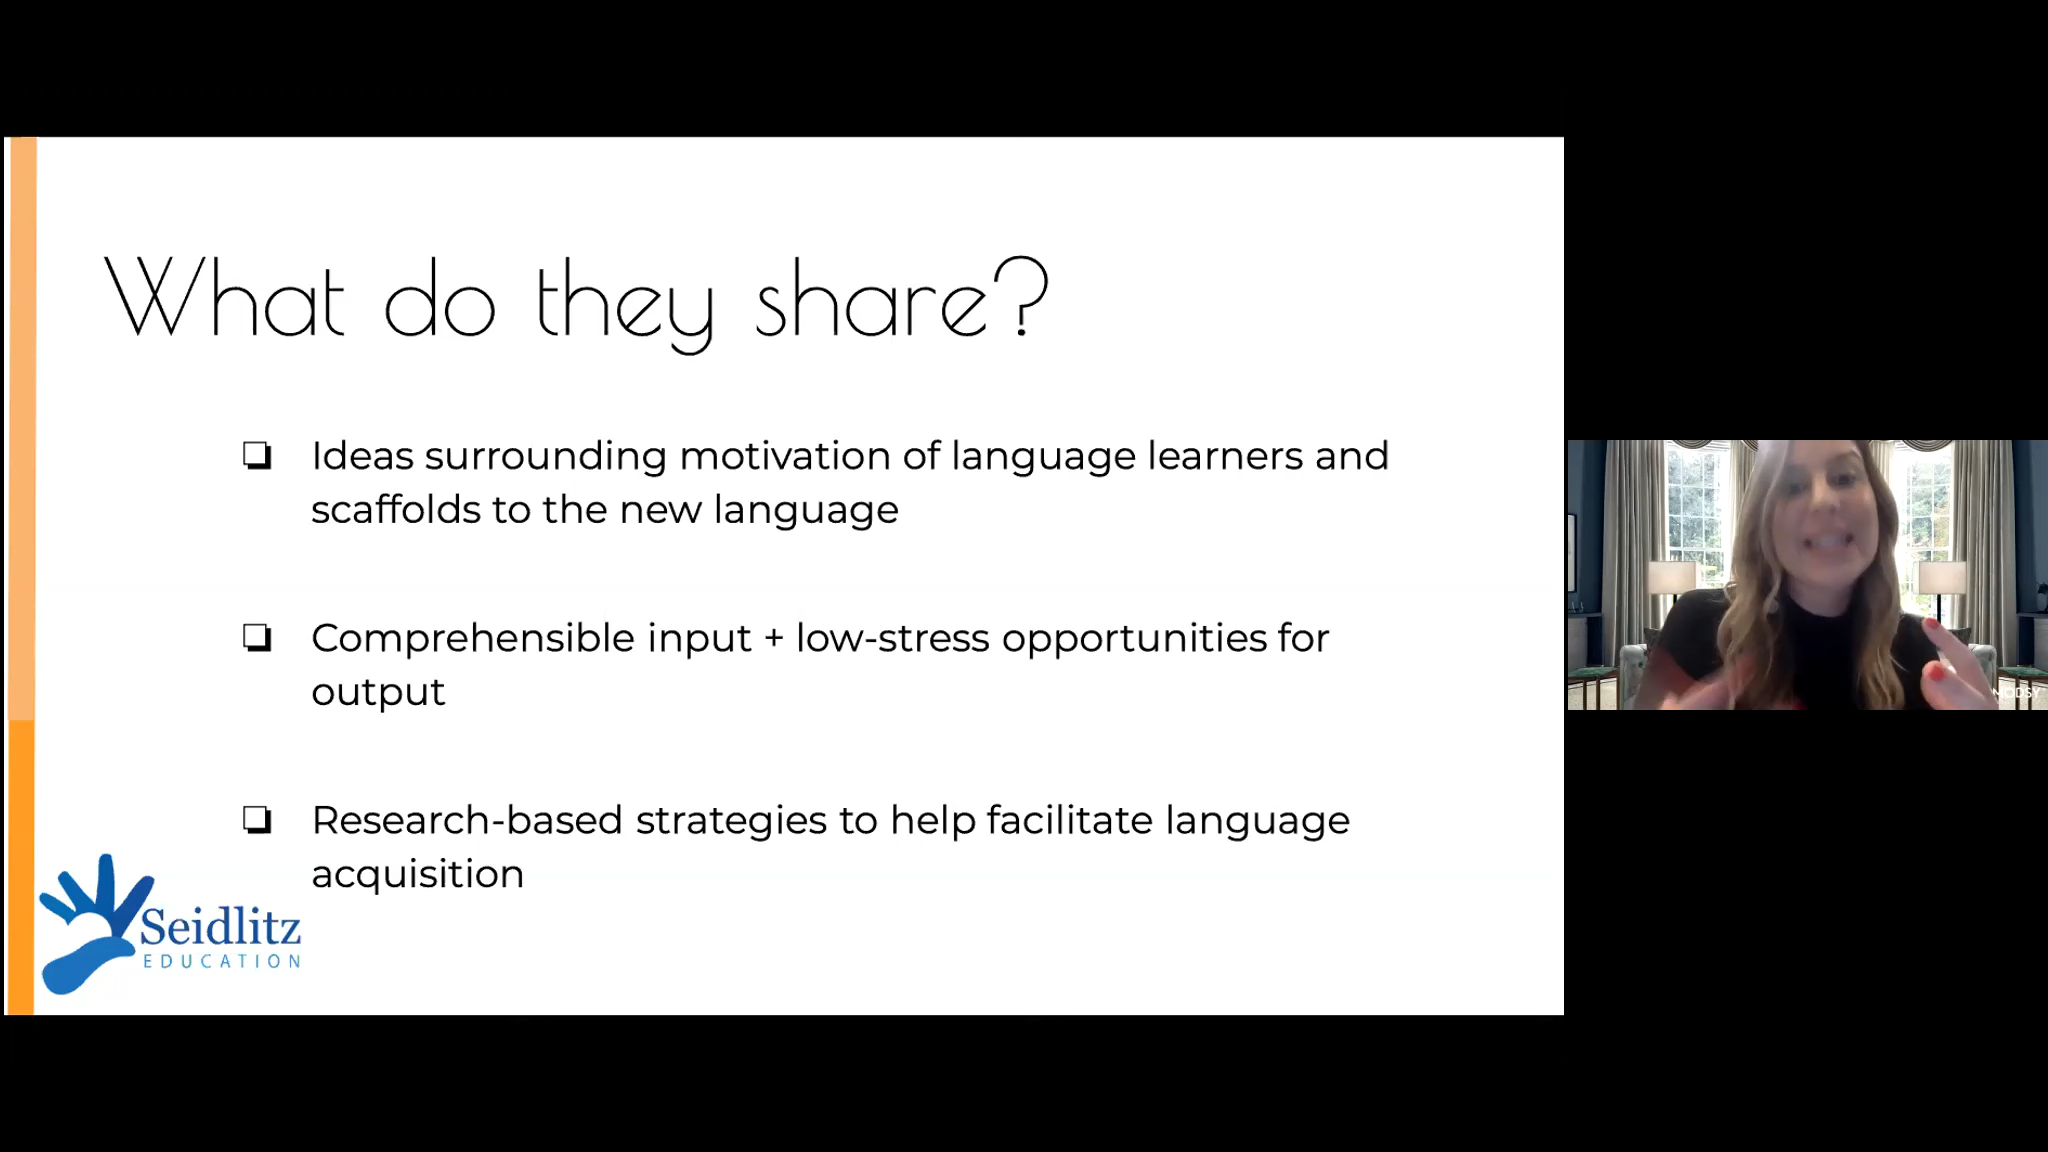 What do they share?
Ideas surrounding motivation of language learners and
scaffolds to the new language
Comprehensible input + low-stress opportunities for
output
Research-based strategies to help facilitate language
acquisition
Seidlitz
EDUCATION
MODSY